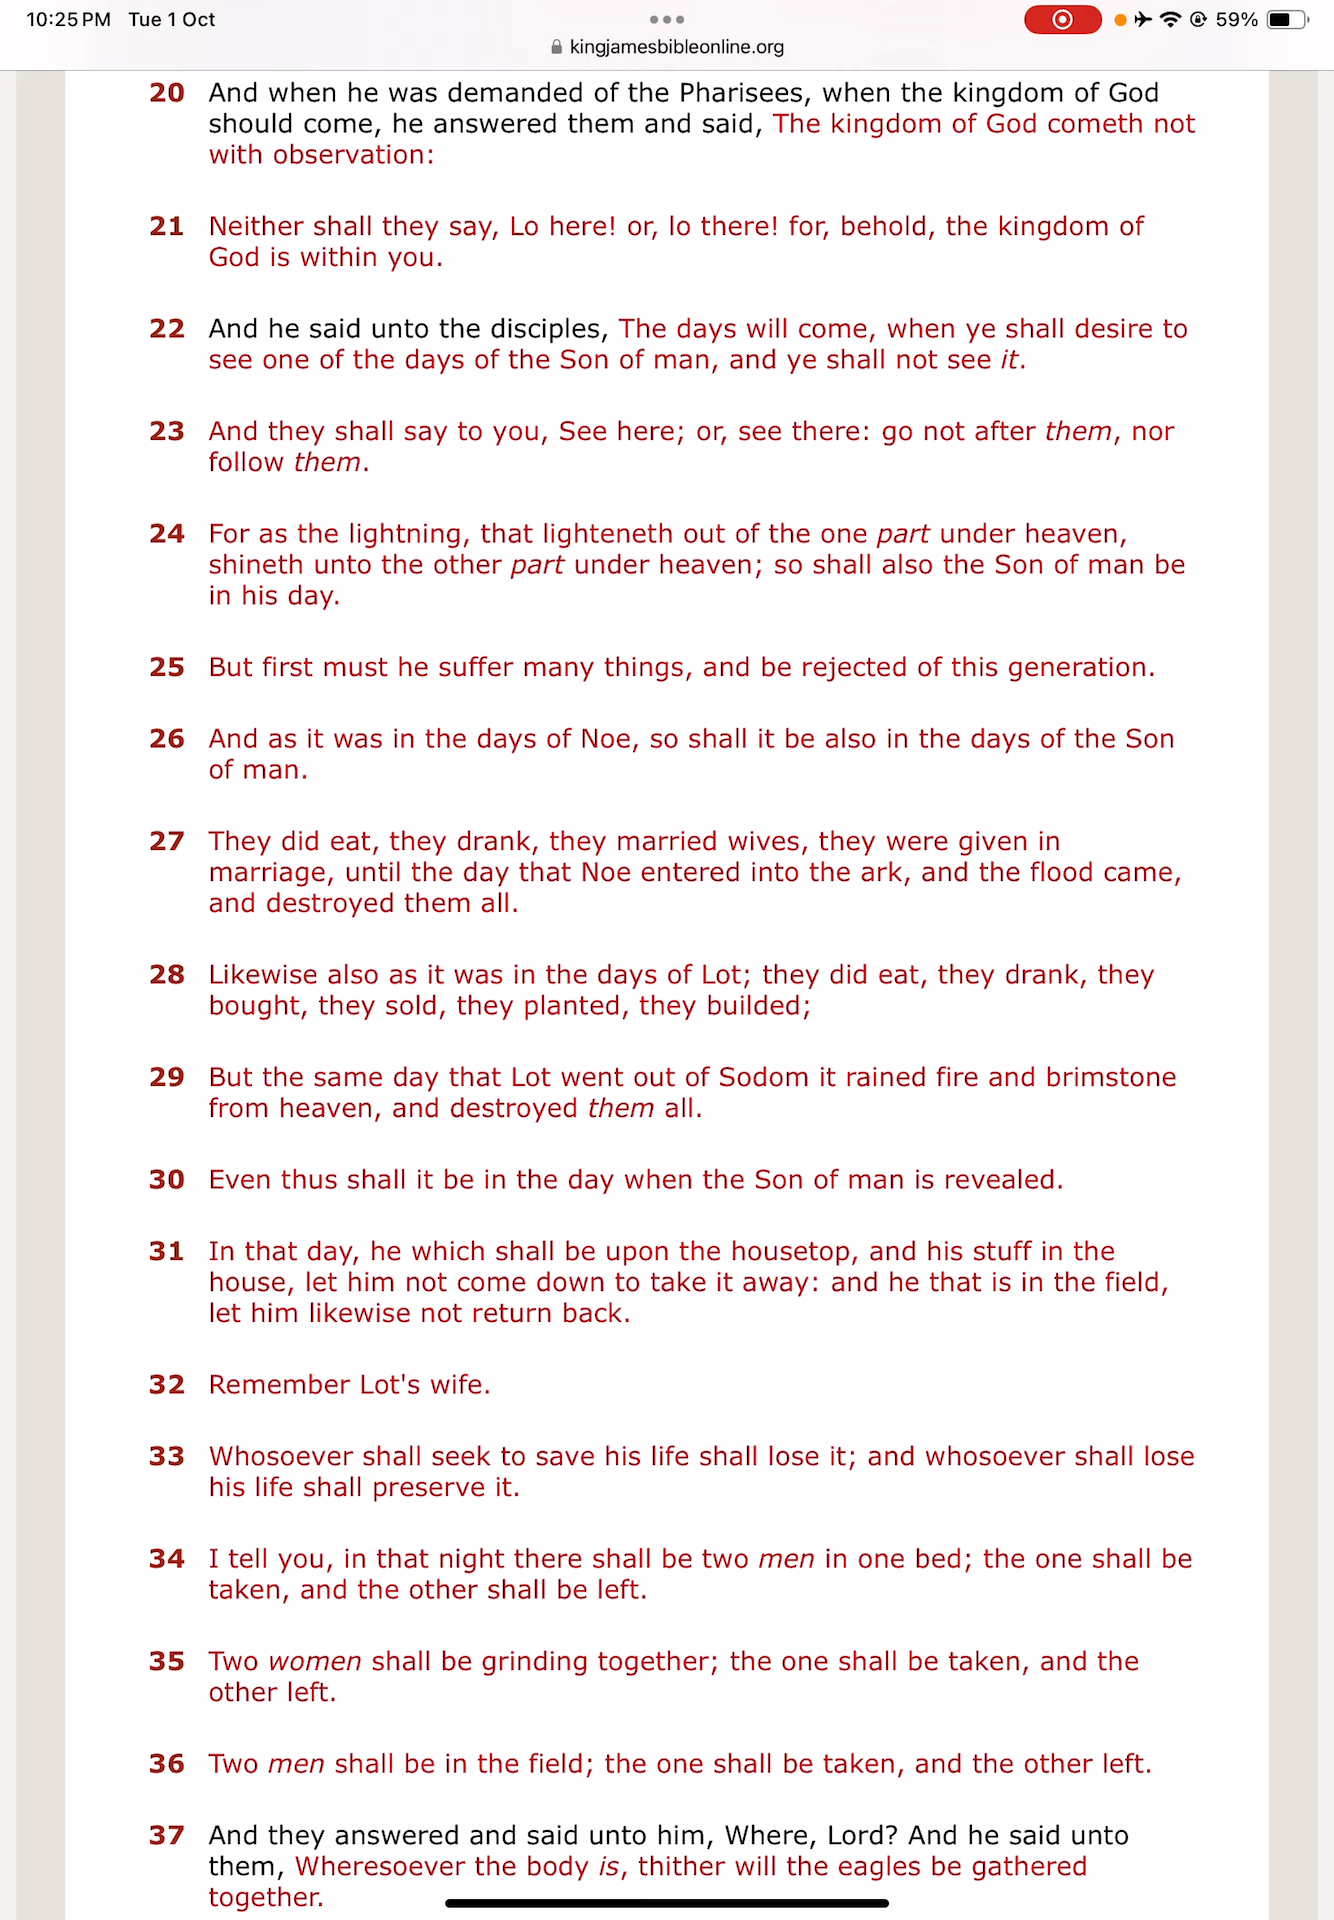 10:25 PM Tue 1 Oct
59%
kingjamesbibleonline.org
20 And when he was demanded of the Pharisees, when the kingdom of God
should come, he answered them and said, The kingdom of God cometh not
with observation:
21 Neither shall they say, Lo here! or, lo there! for, behold, the kingdom of
God is within you.
22 And he said unto the disciples, The days will come, when ye shall desire to
see one of the days of the Son of man, and ye shall not see it.
23 And they shall say to you, See here; or, see there: go not after them, nor
follow them.
24 For as the lightning, that lighteneth out of the one part under heaven,
shineth unto the other part under heaven; so shall also the Son of man be
in his day.
25 But first must he suffer many things, and be rejected of this generation.
26 And as it was in the days of Noe, so shall it be also in the days of the Son
of man.
27 They did eat, they drank, they married wives, they were given in
marriage, until the day that Noe entered into the ark, and the flood came,
and destroyed them all.
28 Likewise also as it was in the days of Lot; they did eat, they drank, they
bought, they sold, they planted, they builded;
29 But the same day that Lot went out of Sodom it rained fire and brimstone
from heaven, and destroyed them all.
30 Even thus shall it be in the day when the Son of man is revealed.
31 In that day, he which shall be upon the housetop, and his stuff in the
house, let him not come down to take it away: and he that is in the field,
let him likewise not return back.
32 Remember Lot's wife.
33 Whosoever shall seek to save his life shall lose it; and whosoever shall lose
his life shall preserve it.
34 I tell you, in that night there shall be two men in one bed; the one shall be
taken, and the other shall be left.
35 Two women shall be grinding together; the one shall be taken, and the
other left.
36 Two men shall be in the field; the one shall be taken, and the other left.
37 And they answered and said unto him, Where, Lord? And he said unto
them, Wheresoever the body is, thither will the eagles be gathered
together.